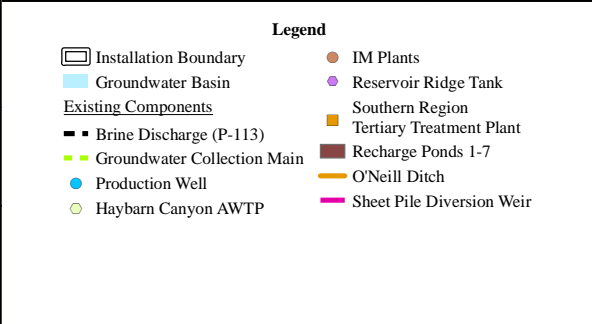 Legend
Installation Boundary
Groundwater Basin
Existing Components
Brine Discharge (P-113)
Groundwater Collection Main
Production Well
Haybarn Canyon AWTP
IM Plants
Reservoir Ridge Tank
Southern Region
Tertiary Treatment Plant
Recharge Ponds 1-7
O'Neill Ditch
Sheet Pile Diversion Weir